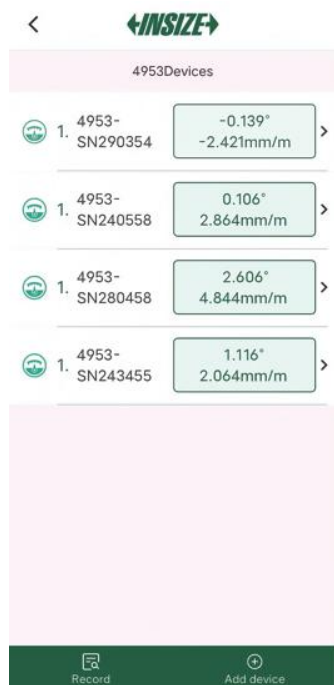 INSIZE
4953Devices
1. 4953-
SN290354
-0.139°
-2.421mm/m
1. 4953-
SN240558
0.106°
2.864mm/m
1. 4953-
SN280458
2.606°
4.844mm/m
1. 4953-
SN243455
1.116°
2.064mm/m
Record
Add device